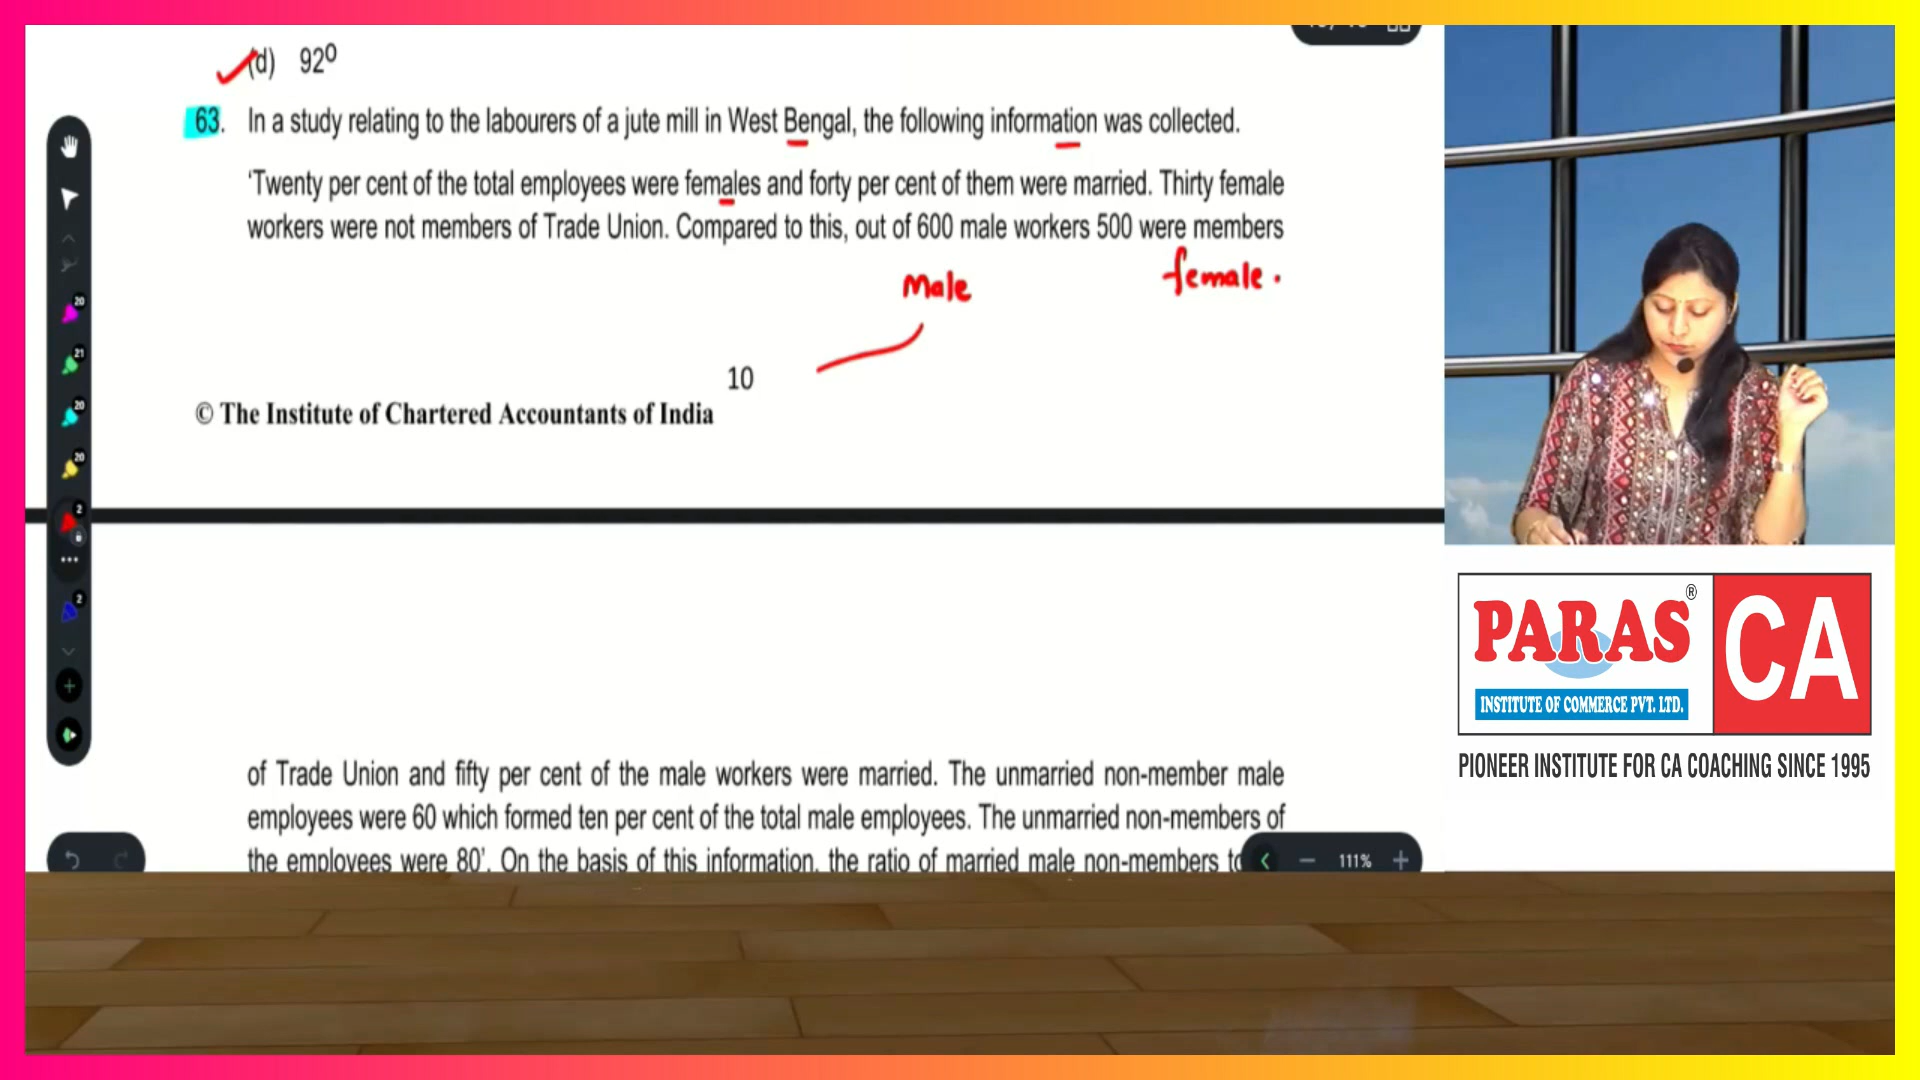 (d) 92⁰
63. In a study relating to the labourers of a jute mill in West Bengal, the following information was collected.
'Twenty per cent of the total employees were females and forty per cent of them were married. Thirty female
workers were not members of Trade Union. Compared to this, out of 600 male workers 500 were members
Male
female.
10
© The Institute of Chartered Accountants of India
of Trade Union and fifty per cent of the male workers were married. The unmarried non-member male
employees were 60 which formed ten per cent of the total male employees. The unmarried non-members of
the employees were 80'. On the basis of this information, the ratio of married male non-members to
20
21
20
20
2
2
111%
PARAS®
CA
INSTITUTE OF COMMERCE PVT. LTD.
PIONEER INSTITUTE FOR CA COACHING SINCE 1995